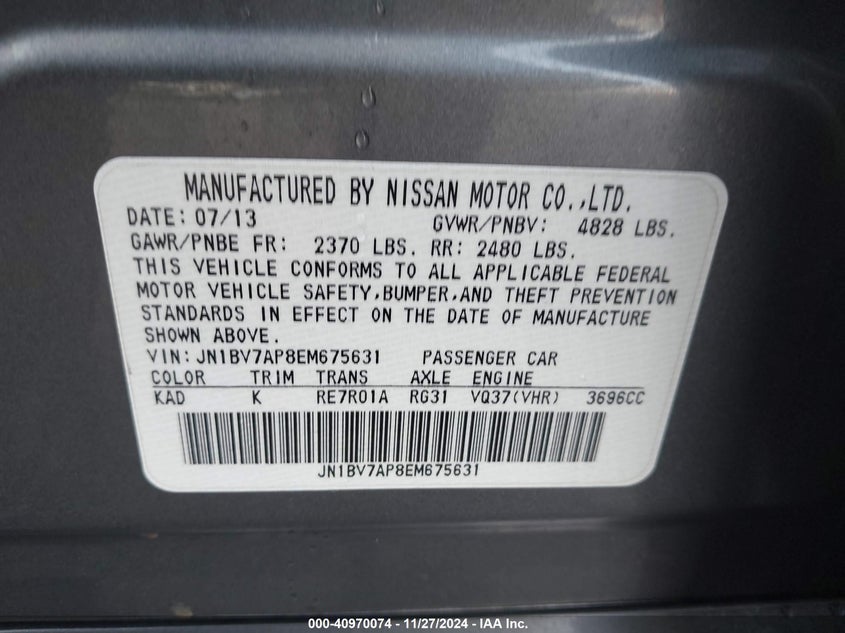 MANUFACTURED BY NISSAN MOTOR CO.,LTD.
DATE: 07/13 GVWR/PNBV: 4828 LBS.
GAWR/PNBE FR: 2370 LBS. RR: 2480 LBS.
THIS VEHICLE CONFORMS TO ALL APPLICABLE FEDERAL
MOTOR VEHICLE SAFETY,BUMPER,AND THEFT PREVENTION
STANDARDS IN EFFECT ON THE DATE OF MANUFACTURE
SHOWN ABOVE.
VIN: JN1BV7AP8EM675631 PASSENGER CAR
COLOR TRIM TRANS AXLE ENGINE
KAD K RE7R01A RG31 VQ37(VHR) 3696CC
JN1BV7AP8EM675631
000-40970074 - 11/27/2024 - IAA Inc.